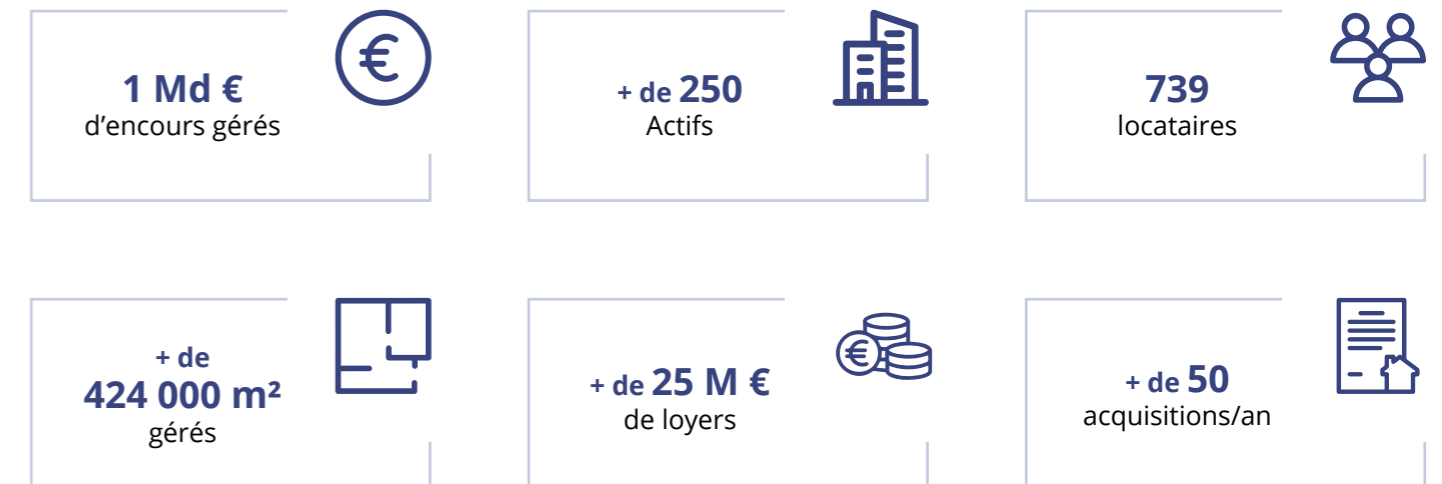 1 Md €
d’encours gérés
+ de 250
Actifs
739
locataires
+ de
424 000 m²
gérés
+ de 25 M €
de loyers
+ de 50
acquisitions/an